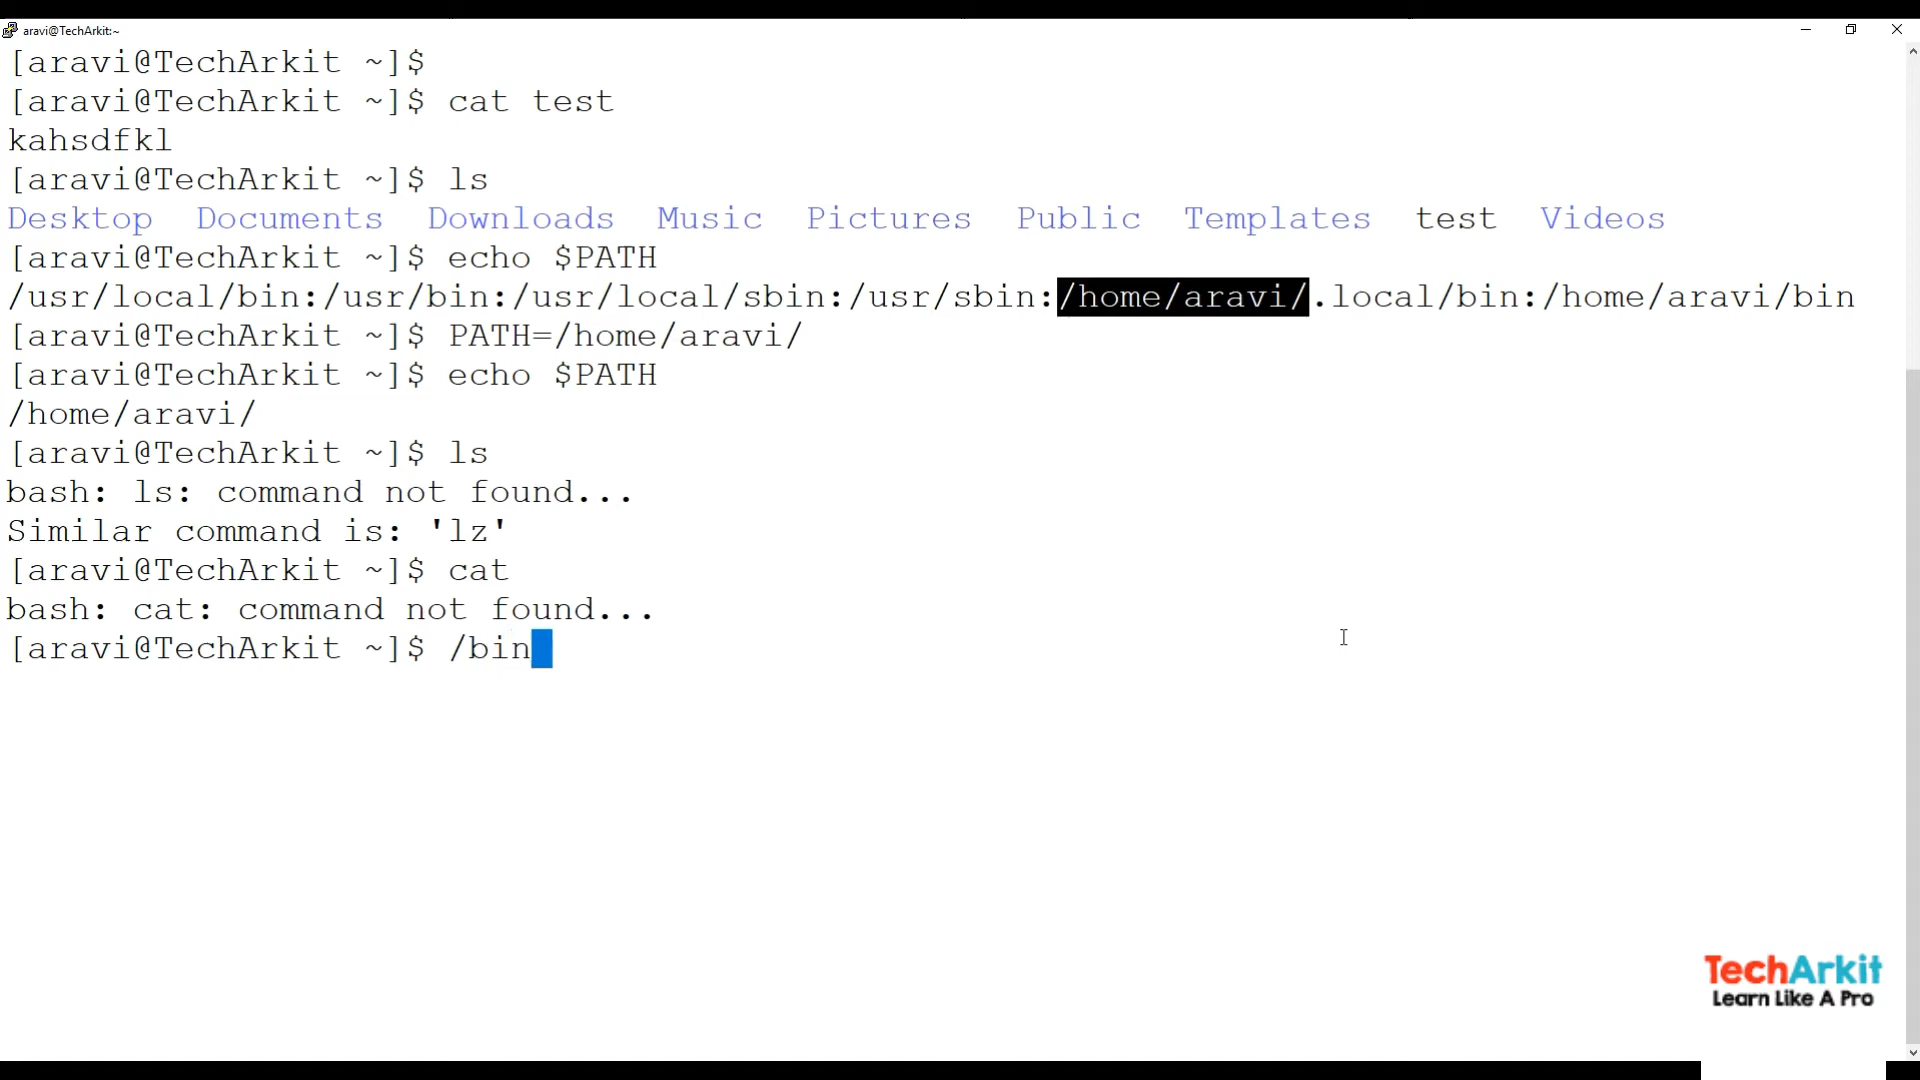 aravi@TechArkit:~
[aravi@TechArkit ~]$
[aravi@TechArkit ~]$ cat test
kahsdfkl
[aravi@TechArkit ~]$ ls
Desktop  Documents  Downloads  Music  Pictures  Public  Templates  test  Videos
[aravi@TechArkit ~]$ echo $PATH
/usr/local/bin:/usr/bin:/usr/local/sbin:/usr/sbin:/home/aravi/.local/bin:/home/aravi/bin
[aravi@TechArkit ~]$ PATH=/home/aravi/
[aravi@TechArkit ~]$ echo $PATH
/home/aravi/
[aravi@TechArkit ~]$ ls
bash: ls: command not found...
Similar command is: 'lz'
[aravi@TechArkit ~]$ cat
bash: cat: command not found...
[aravi@TechArkit ~]$ /bin
TechArkit
Learn Like A Pro